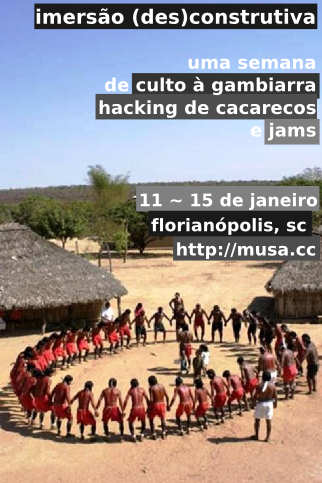 imersão (des)construtiva
uma semana
de culto à gambiarra
hacking de cacarecos
e jams
11 ~ 15 de janeiro
florianópolis, sc
http://musa.cc